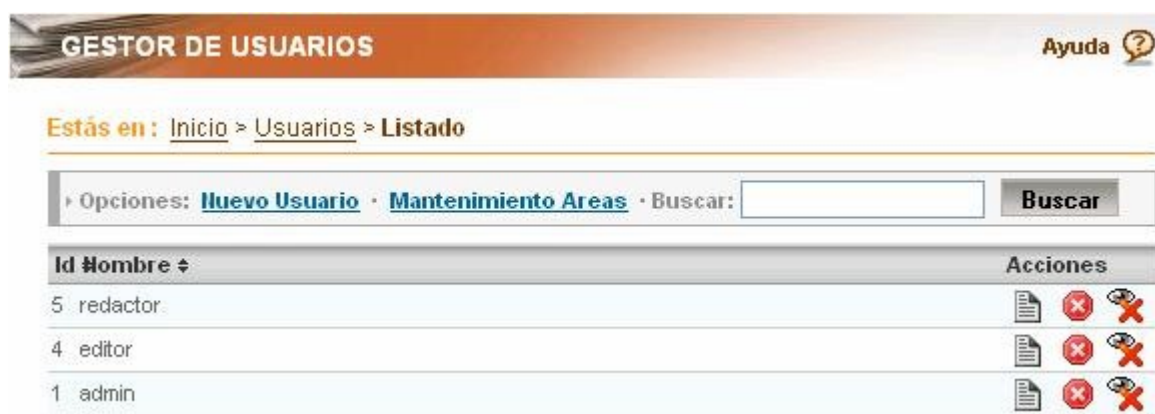 GESTOR DE USUARIOS Ayuda
Estás en : Inicio > Usuarios > Listado
Opciones: Nuevo Usuario · Mantenimiento Areas · Buscar: Buscar
Id Nombre Acciones
5 redactor
4 editor
1 admin